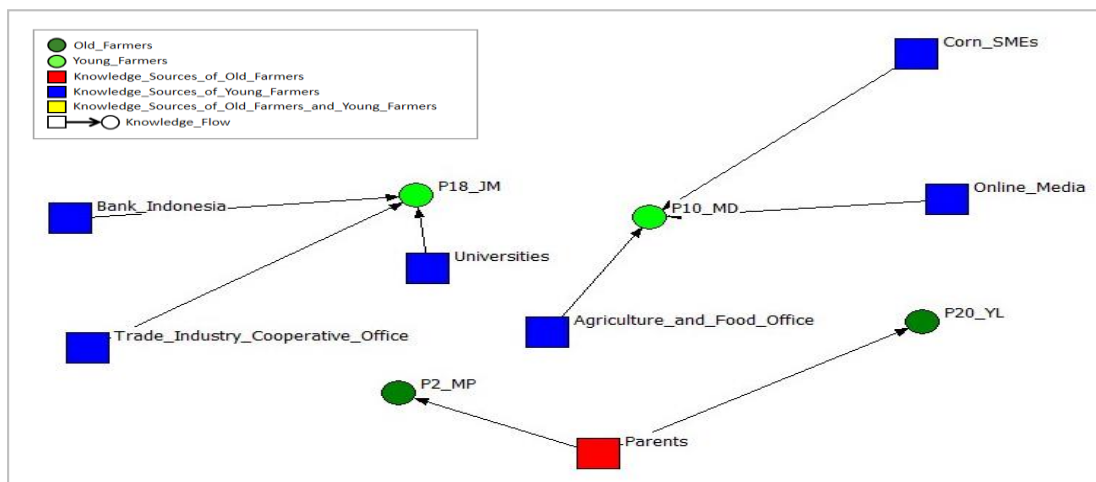 Old_Farmers
Young_Farmers
Knowledge_Sources_of_Old_Farmers
Knowledge_Sources_of_Young_Farmers
Knowledge_Sources_of_Old_Farmers_and_Young_Farmers
Knowledge_Flow
Corn_SMEs
P18_JM
Online_Media
Bank_Indonesia
P10_MD
Universities
P20_YL
Agriculture_and_Food_Office
Trade_Industry_Cooperative_Office
P2_MP
Parents